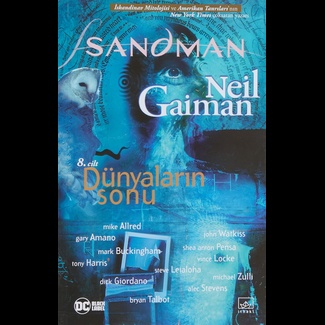 İskandinav Mitolojisi ve Amerikan Tanrıları'nın
New York Times çoksatan yazarı
SANDMAN
Neil
Gaiman
8. cilt
Dünyaların
sonu
mike Allred
gary Amano
mark Buckingham
tony Harris
dick Giordano
bryan Talbot
steve Leialoha
john Watkiss
shea anton Pensa
vince Locke
michael Zulli
alec Stevens
DC BLACK LABEL
İTHAKİ